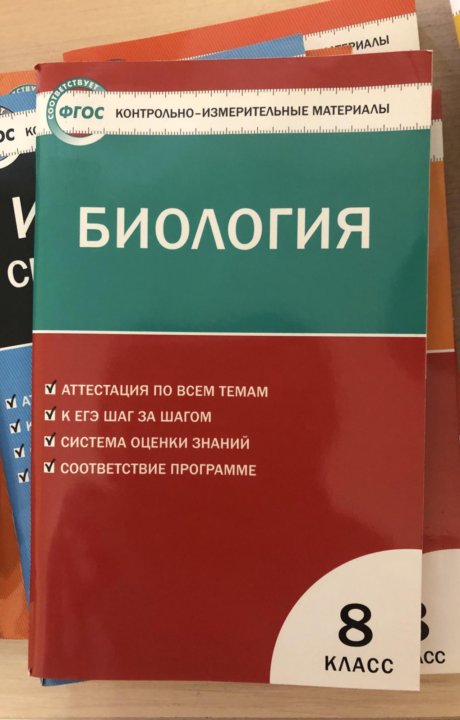 МАТЕРИАЛЫ
СООТВЕТСТВУЕТ
ФГОС
КОНТРОЛЬНО-ИЗМЕРИТЕЛЬНЫЕ МАТЕРИАЛЫ
БИОЛОГИЯ
АТТЕСТАЦИЯ ПО ВСЕМ ТЕМАМ
К ЕГЭ ШАГ ЗА ШАГОМ
СИСТЕМА ОЦЕНКИ ЗНАНИЙ
СООТВЕТСТВИЕ ПРОГРАММЕ
8
КЛАСС